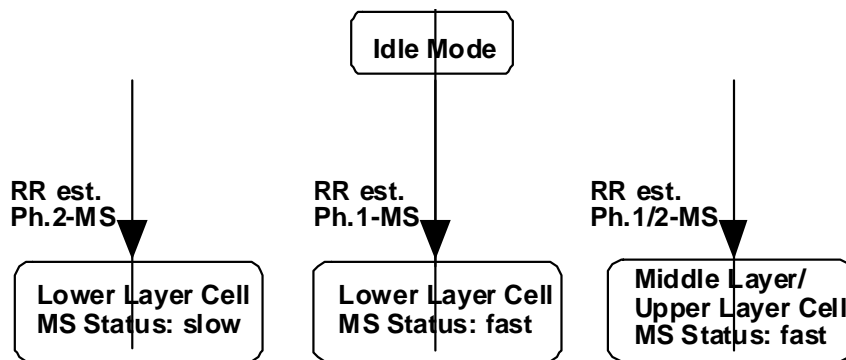 Idle Mode
RR est.
Ph.2-MS
RR est.
Ph.1-MS
RR est.
Ph.1/2-MS
Lower Layer Cell
MS Status: slow
Lower Layer Cell
MS Status: fast
Middle Layer/
Upper Layer Cell
MS Status: fast